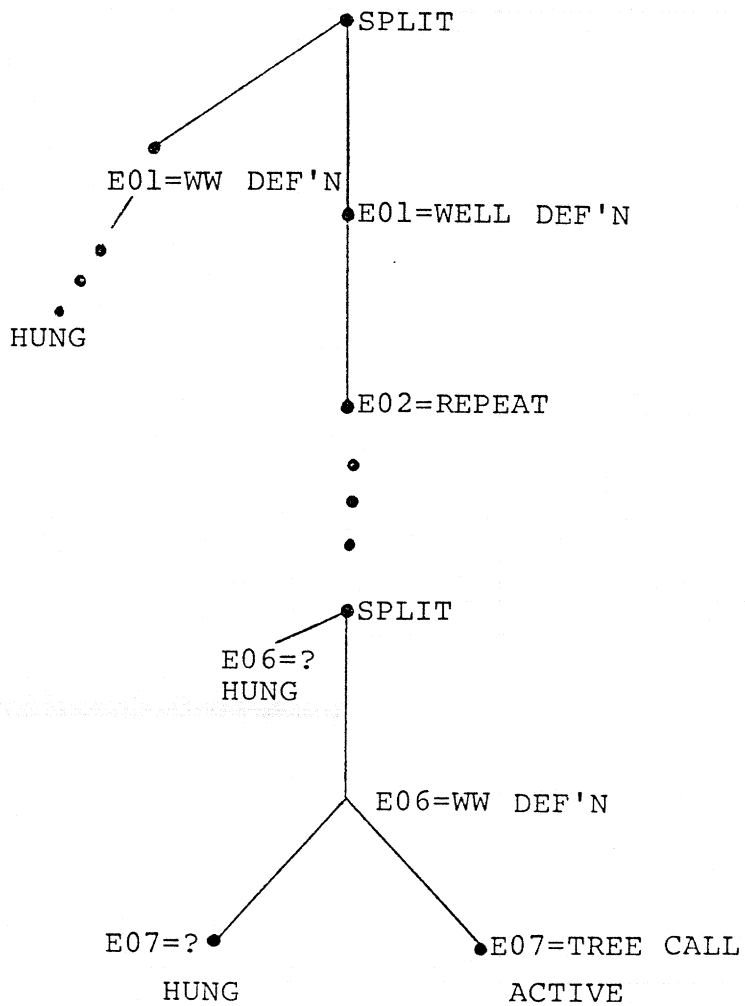 SPLIT
E01=WW DEF'N
E01=WELL DEF'N
HUNG
E02=REPEAT
SPLIT
E06=?
HUNG
E06=WW DEF'N
E07=?
HUNG
E07=TREE CALL
ACTIVE